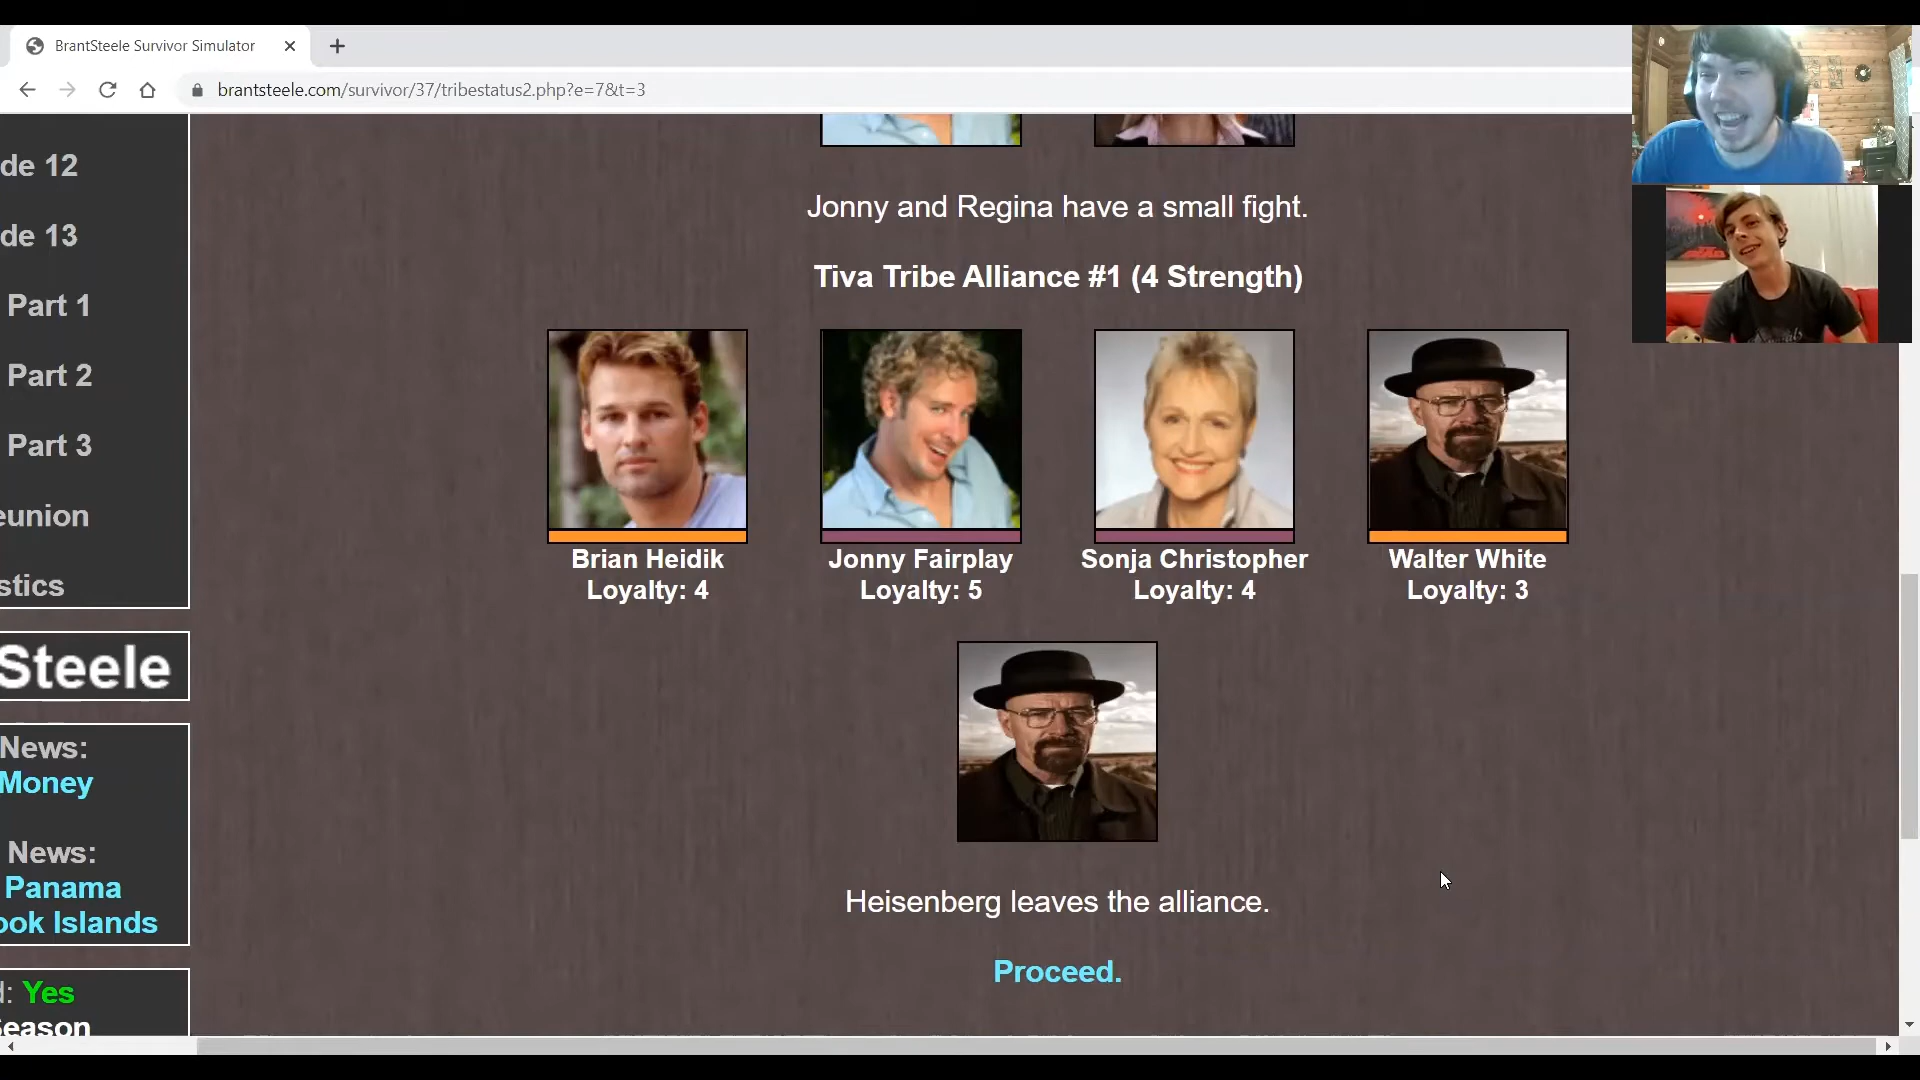 BrantSteele Survivor Simulator
brantsteele.com/survivor/37/tribestatus2.php?e=7&t=3
de 12
de 13
Part 1
Part 2
Part 3
eunion
stics
Steele
News:
Money
News:
Panama
ook Islands
d: Yes
Season
Jonny and Regina have a small fight.
Tiva Tribe Alliance #1 (4 Strength)
Brian Heidik
Loyalty: 4
Jonny Fairplay
Loyalty: 5
Sonja Christopher
Loyalty: 4
Walter White
Loyalty: 3
Heisenberg leaves the alliance.
Proceed.